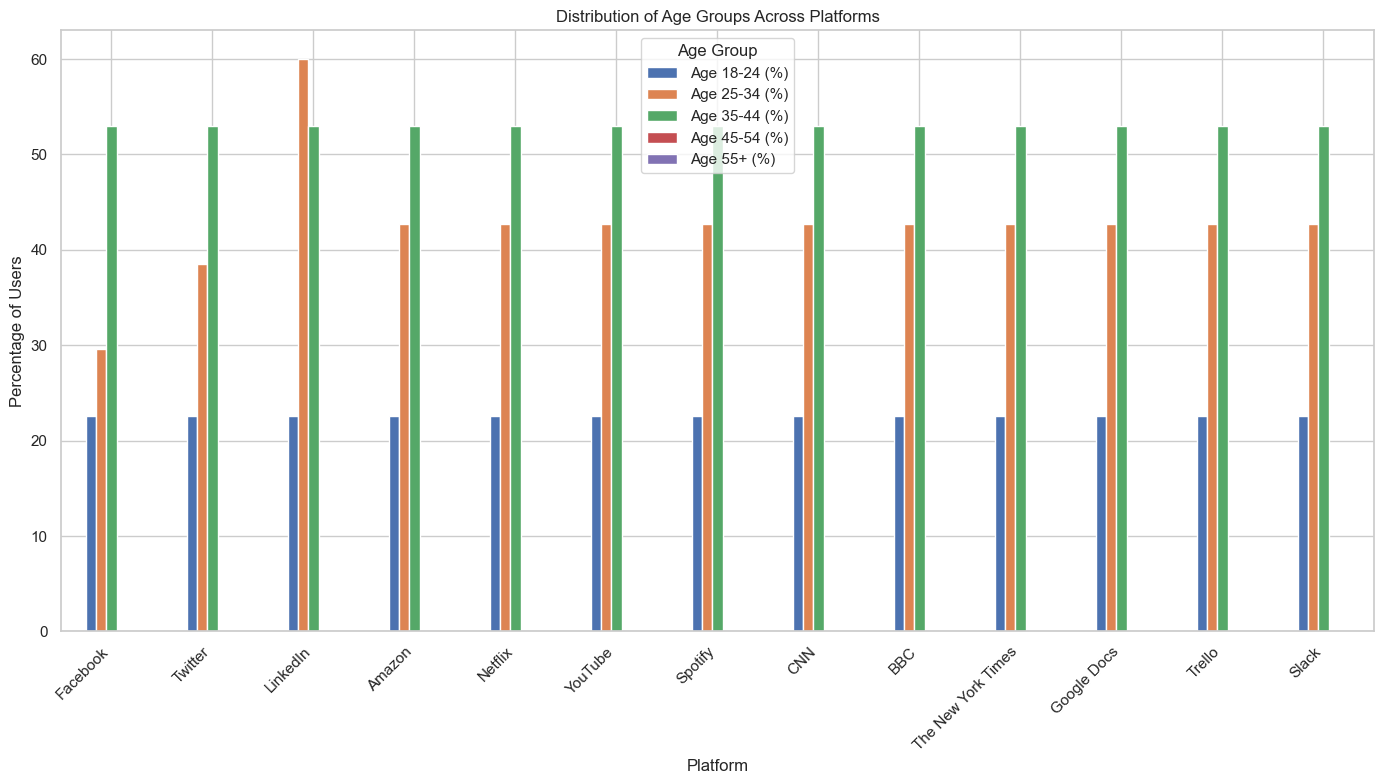 Distribution of Age Groups Across Platforms
Age Group
Age 18-24 (%)
Age 25-34 (%)
Age 35-44 (%)
Age 45-54 (%)
Age 55+ (%)
Percentage of Users
60
50
40
30
20
10
0
Facebook
Twitter
LinkedIn
Amazon
Netflix
YouTube
Spotify
CNN
BBC
The New York Times
Google Docs
Trello
Slack
Platform